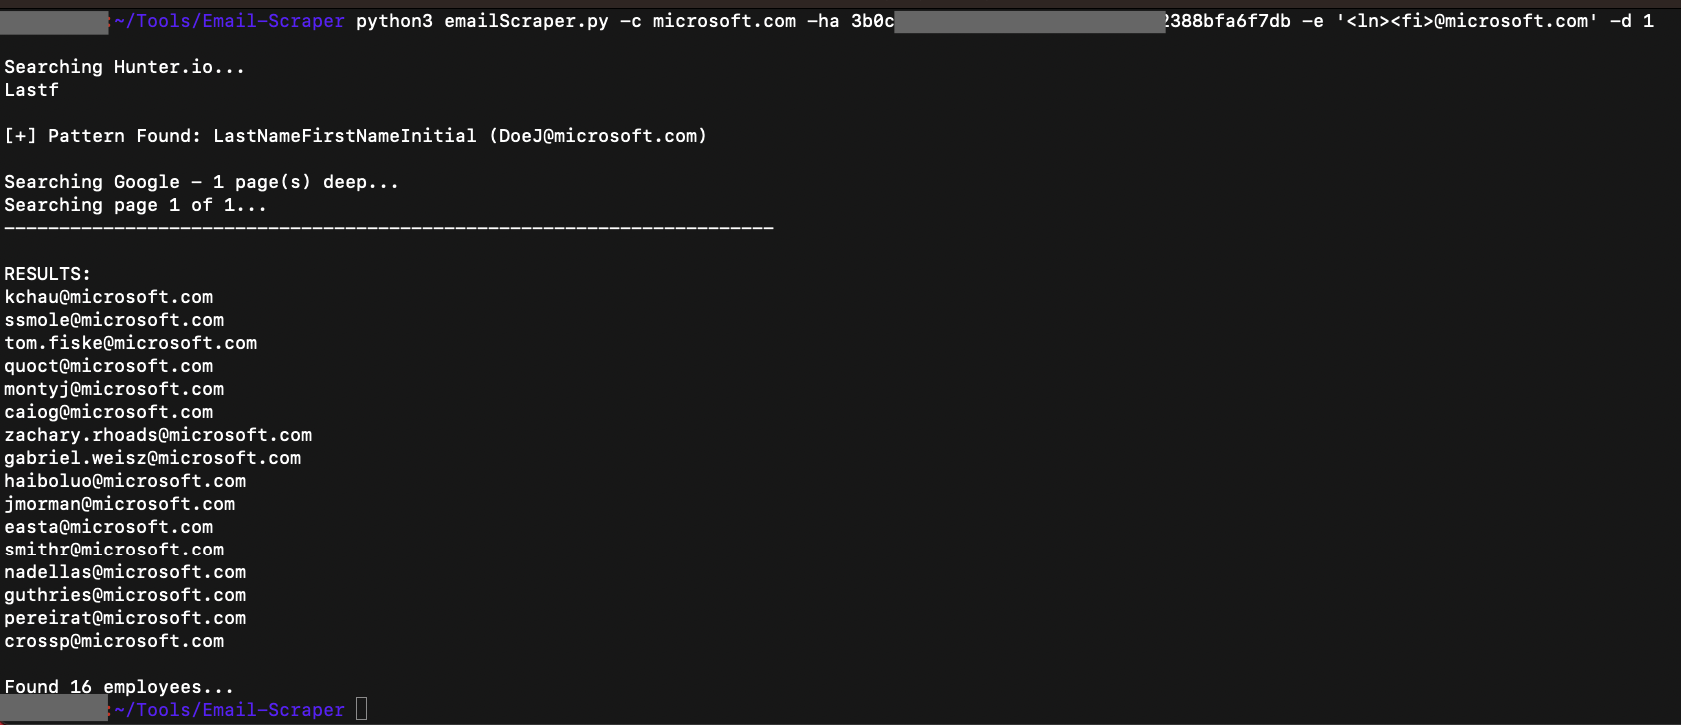 :~/Tools/Email-Scraper python3 emailScraper.py -c microsoft.com -ha 3b0c 2388bfa6f7db -e '<ln><fi>@microsoft.com' -d 1
Searching Hunter.io...
Lastf
[+] Pattern Found: LastNameFirstNameInitial (DoeJ@microsoft.com)
Searching Google - 1 page(s) deep...
Searching page 1 of 1...
----------------------------------------------------------------------
RESULTS:
kchau@microsoft.com
ssmole@microsoft.com
tom.fiske@microsoft.com
quoct@microsoft.com
montyj@microsoft.com
caiog@microsoft.com
zachary.rhoads@microsoft.com
gabriel.weisz@microsoft.com
haiboluo@microsoft.com
jmorman@microsoft.com
easta@microsoft.com
smithr@microsoft.com
nadellas@microsoft.com
guthries@microsoft.com
pereirat@microsoft.com
crossp@microsoft.com
Found 16 employees...
:~/Tools/Email-Scraper